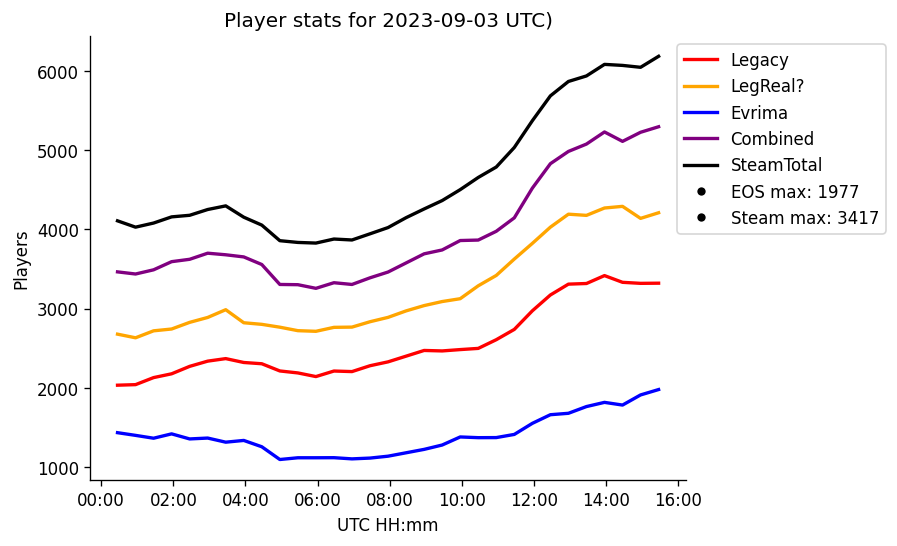 Player stats for 2023-09-03 UTC)
Legacy
LegReal?
Evrima
Combined
SteamTotal
EOS max: 1977
Steam max: 3417
Players
6000
5000
4000
3000
2000
1000
00:00 02:00 04:00 06:00 08:00 10:00 12:00 14:00 16:00
UTC HH:mm